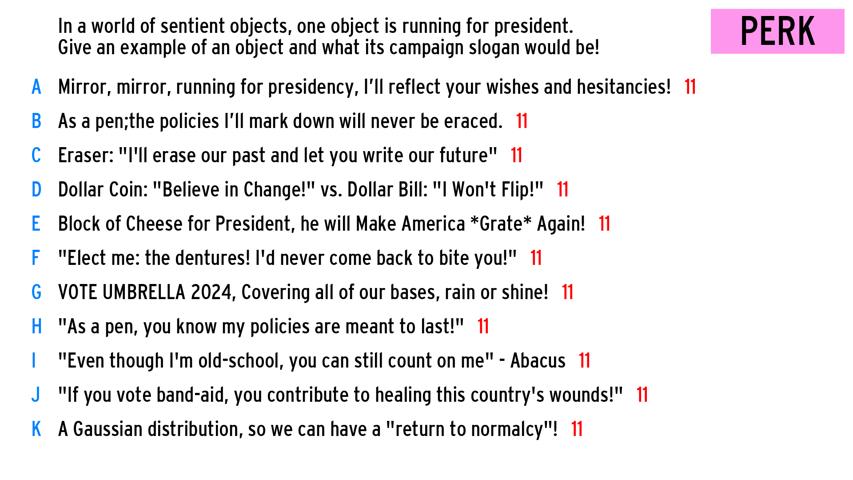 In a world of sentient objects, one object is running for president.
Give an example of an object and what its campaign slogan would be!
PERK
A Mirror, mirror, running for presidency, I'll reflect your wishes and hesitancies! 11
B As a pen;the policies I'll mark down will never be eraced. 11
C Eraser: "I'll erase our past and let you write our future" 11
D Dollar Coin: "Believe in Change!" vs. Dollar Bill: "I Won't Flip!" 11
E Block of Cheese for President, he will Make America *Grate* Again! 11
F "Elect me: the dentures! I'd never come back to bite you!" 11
G VOTE UMBRELLA 2024, Covering all of our bases, rain or shine! 11
H "As a pen, you know my policies are meant to last!" 11
I "Even though I'm old-school, you can still count on me" - Abacus 11
J "If you vote band-aid, you contribute to healing this country's wounds!" 11
K A Gaussian distribution, so we can have a "return to normalcy"! 11